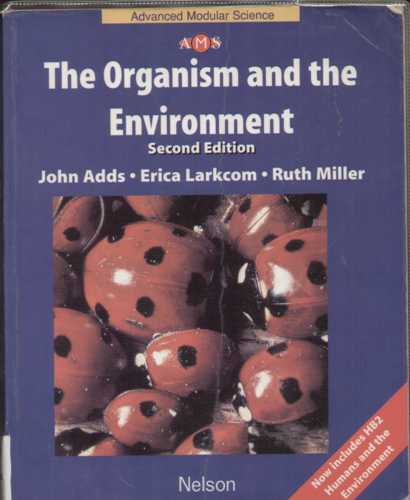 Advanced Modular Science
AMS
The Organism and the
Environment
Second Edition
John Adds • Erica Larkcom • Ruth Miller
Now includes HB2
Humans and the
Environment
Nelson